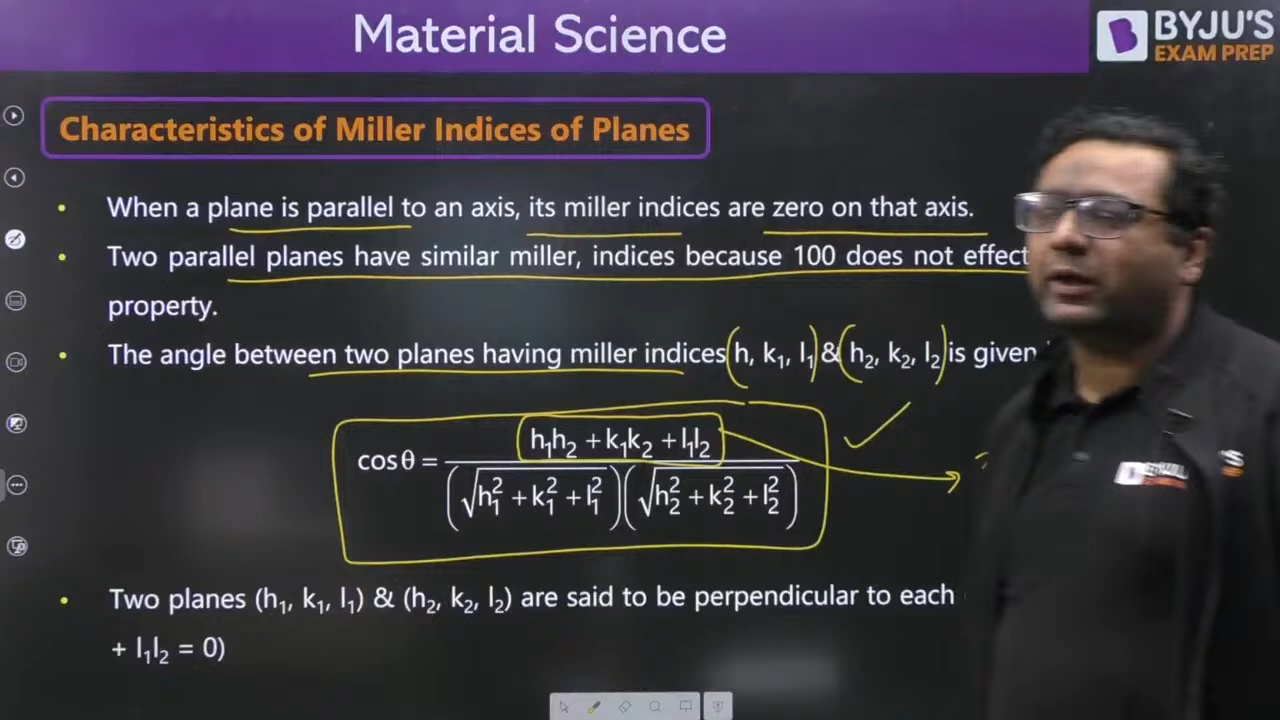 Material Science
BYJU'S
EXAM PREP
Characteristics of Miller Indices of Planes
• When a plane is parallel to an axis, its miller indices are zero on that axis.
• Two parallel planes have similar miller, indices because 100 does not effect
property.
• The angle between two planes having miller indices (h, k₁, l₁) & (h₂, k₂, l₂) is given
cosθ = (h₁h₂ + k₁k₂ + l₁l₂) / (√(h₁² + k₁² + l₁²)) (√(h₂² + k₂² + l₂²))
• Two planes (h₁, k₁, l₁) & (h₂, k₂, l₂) are said to be perpendicular to each
+ l₁l₂ = 0)